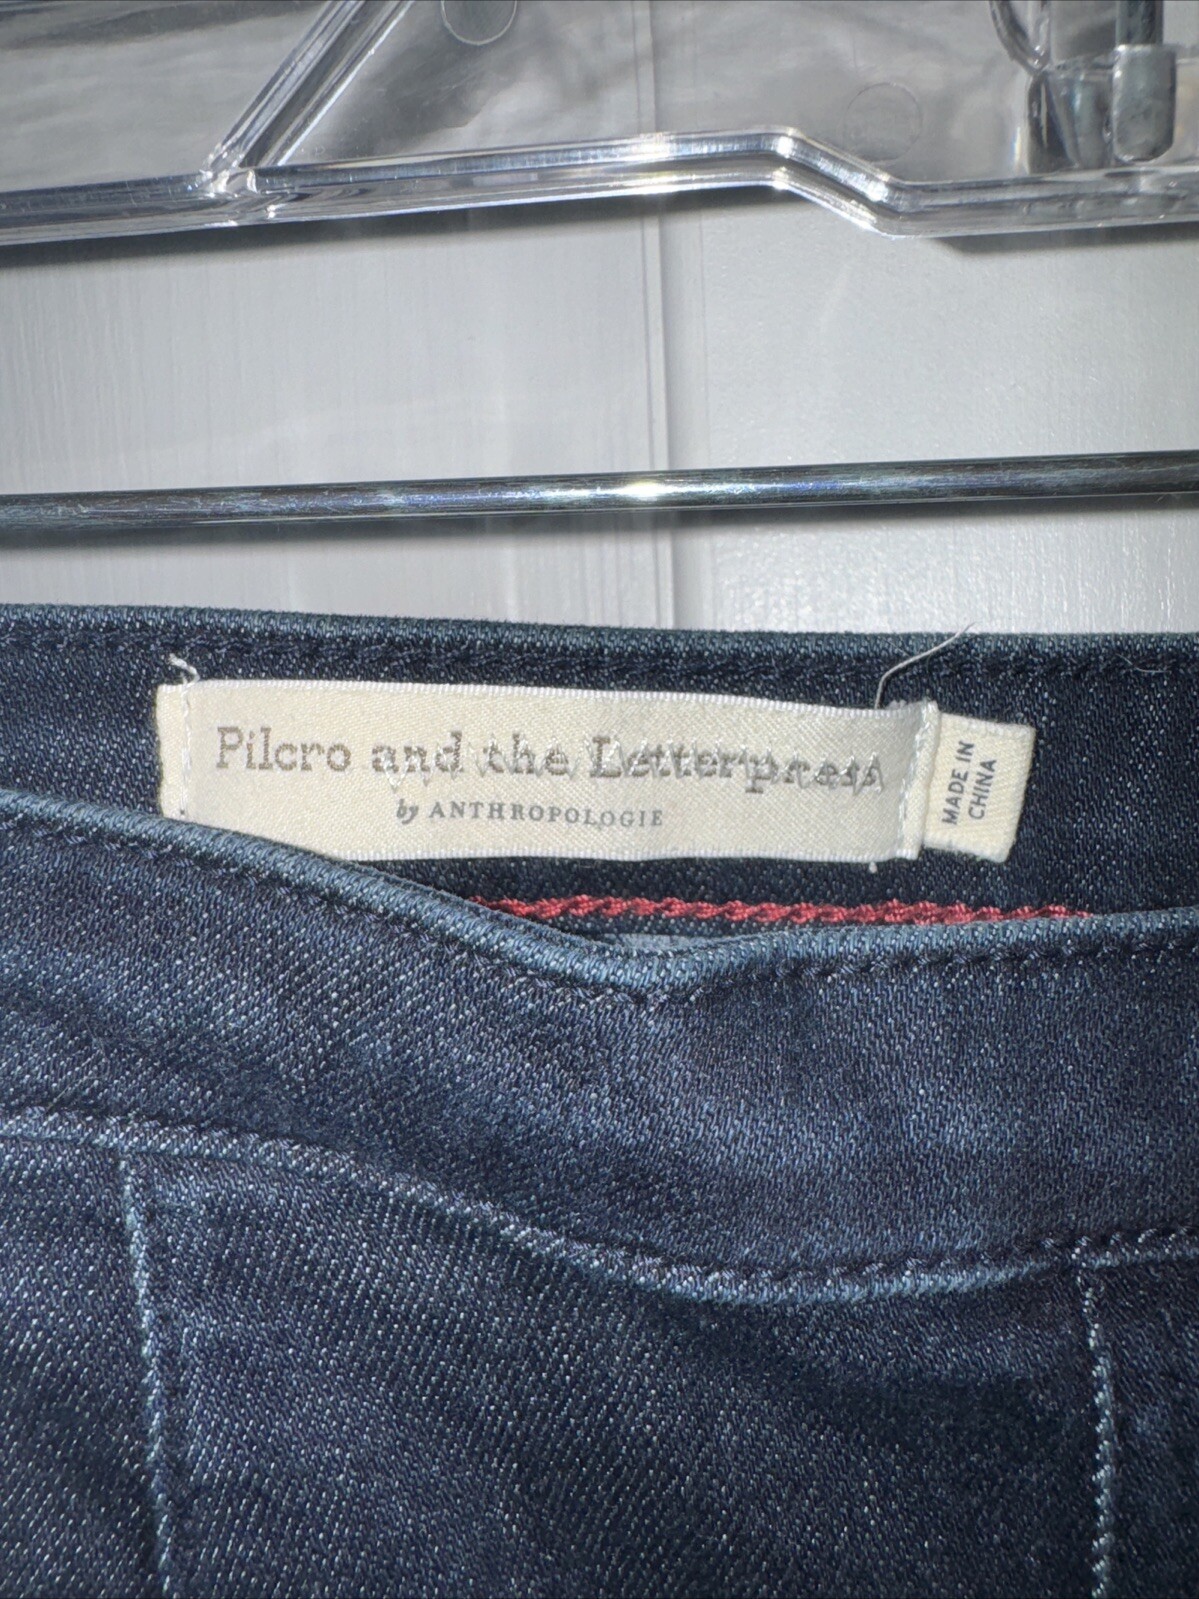 Pilcro and the Letterpress
by ANTHROPOLOGIE
MADE IN
CHINA